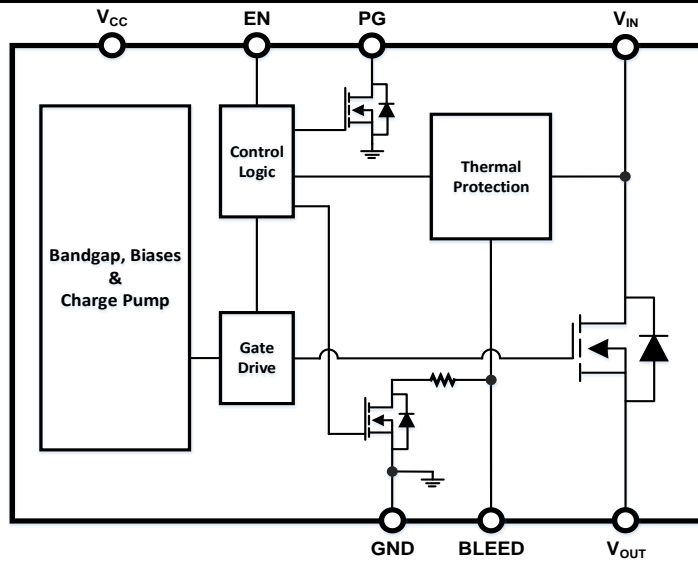 VCC
EN
PG
VIN
Control
Logic
Thermal
Protection
Bandgap, Biases
&
Charge Pump
Gate
Drive
GND
BLEED
VOUT